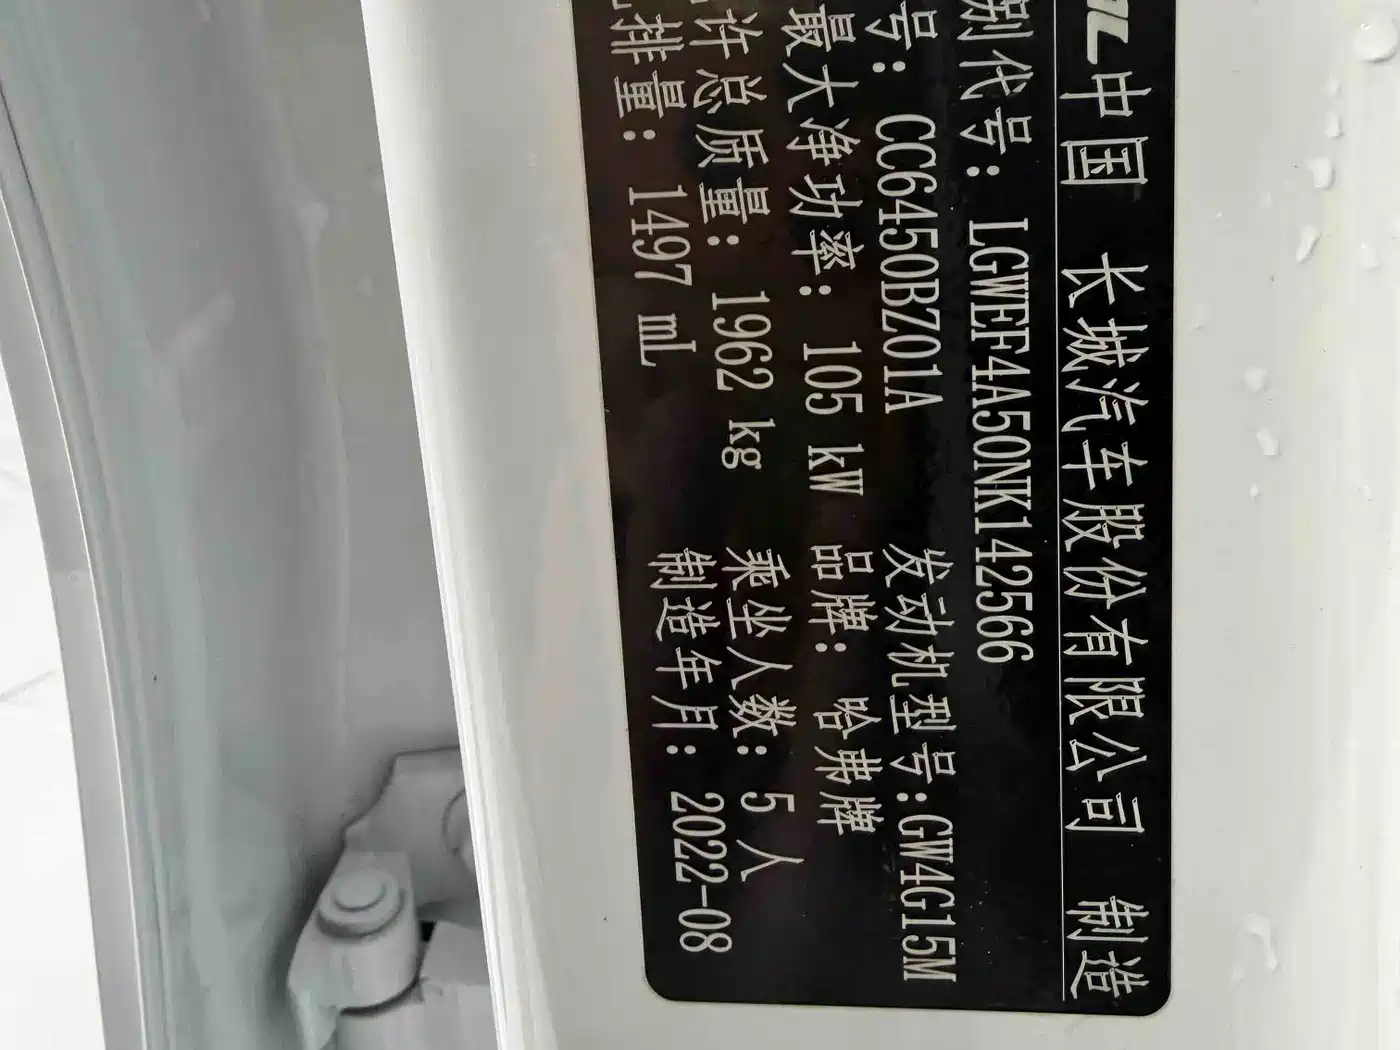 中国 长城汽车股份有限公司 制造
别代号: LGWEF4A50NK142566
号: CC6450BZ01A 发动机型号:GW4G15M
最大净功率: 105 kW 品牌: 哈弗牌
许总质量: 1962 kg 乘坐人数: 5 人
排量: 1497 mL 制造年月: 2022-08